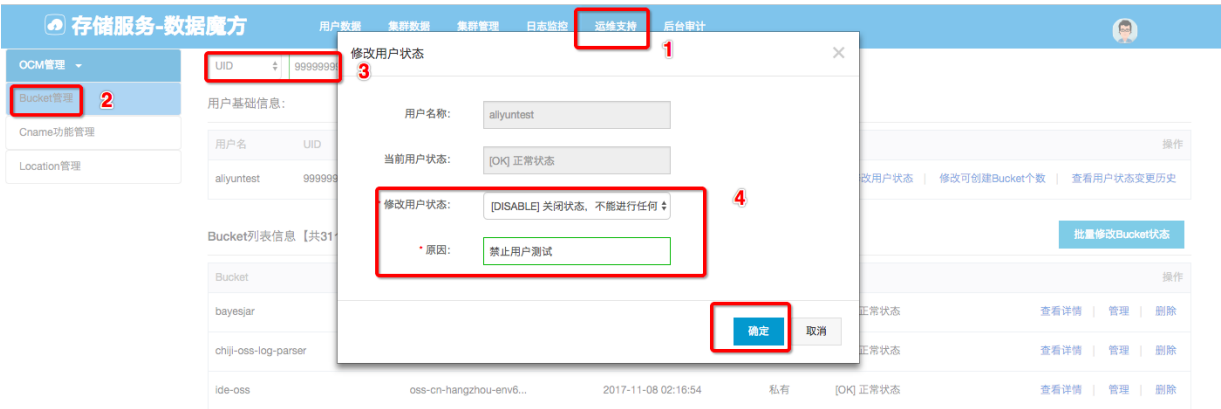 存储服务-数据魔方 用户数据 集群数据 集群管理 日志监控 运维支持 后台审计
1
OCM管理
Bucket管理 2
Cname功能管理
Location管理
UID 9999999 3
用户基础信息:
用户名 UID 操作
aliyuntest 999999 改用户状态 | 修改可创建Bucket个数 | 查看用户状态变更历史
Bucket列表信息【共31 批量修改Bucket状态
Bucket 操作
bayesjar 正常状态 查看详情 | 管理 | 删除
chiji-oss-log-parser 正常状态 查看详情 | 管理 | 删除
ide-oss oss-cn-hangzhou-env6... 2017-11-08 02:16:54 私有 [OK] 正常状态 查看详情 | 管理 | 删除
修改用户状态 ×
用户名称: aliyuntest
当前用户状态: [OK] 正常状态
* 修改用户状态: [DISABLE] 关闭状态，不能进行任何
4
* 原因: 禁止用户测试
确定 取消